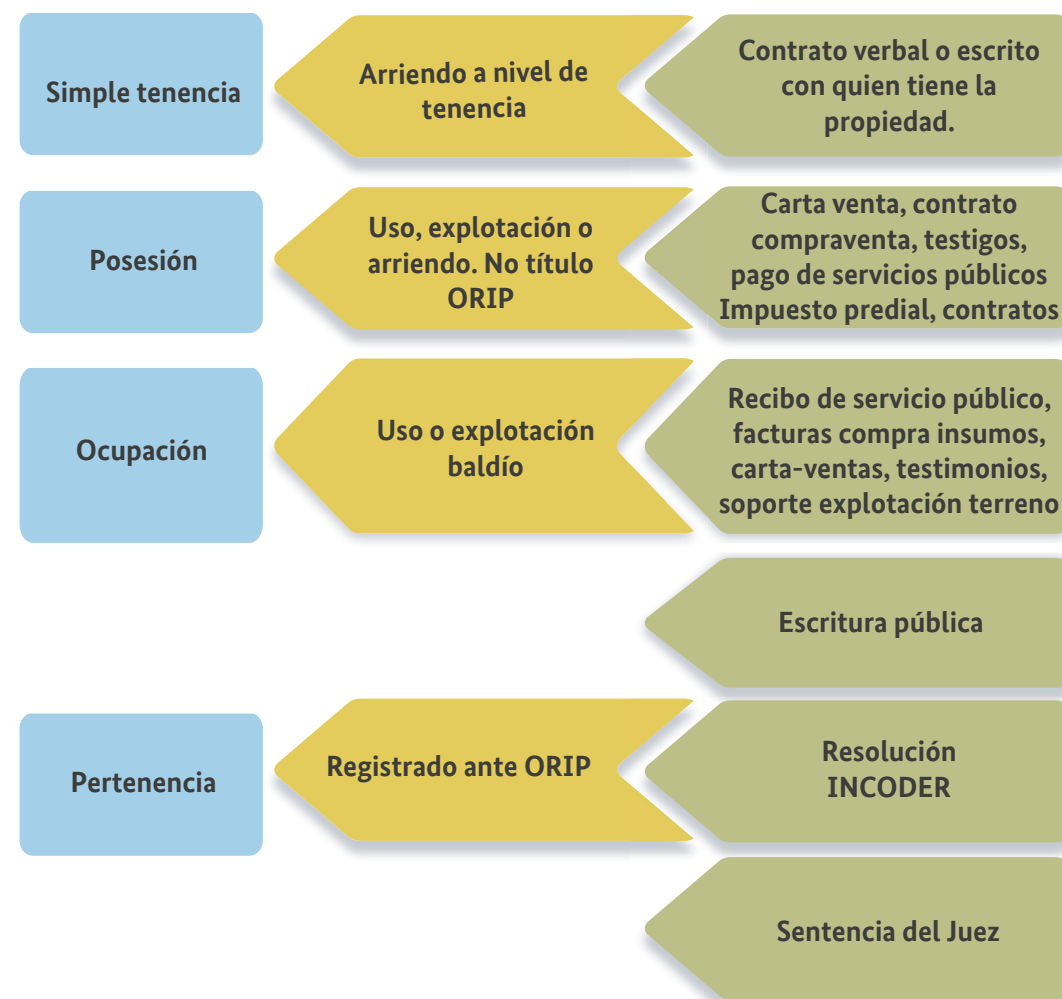 Simple tenencia
Arriendo a nivel de
tenencia
Contrato verbal o escrito
con quien tiene la
propiedad.
Posesión
Uso, explotación o
arriendo. No título
ORIP
Carta venta, contrato
compraventa, testigos,
pago de servicios públicos
Impuesto predial, contratos
Ocupación
Uso o explotación
baldío
Recibo de servicio público,
facturas compra insumos,
carta-ventas, testimonios,
soporte explotación terreno
Escritura pública
Pertenencia
Registrado ante ORIP
Resolución
INCODER
Sentencia del Juez